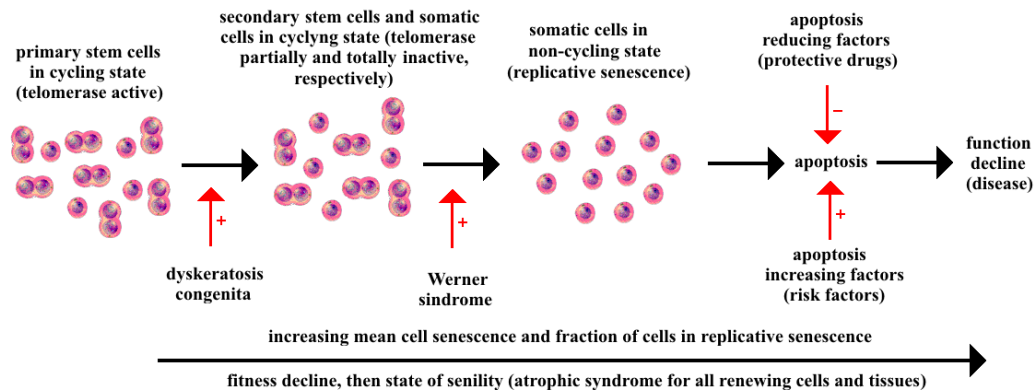 primary stem cells
in cycling state
(telomerase active)
secondary stem cells and somatic
cells in cyclyng state (telomerase
partially and totally inactive,
respectively)
somatic cells in
non-cycling state
(replicative senescence)
apoptosis
reducing factors
(protective drugs)
−
apoptosis
function
decline
(disease)
+
+
+
dyskeratosis
congenita
Werner
sindrome
apoptosis
increasing factors
(risk factors)
increasing mean cell senescence and fraction of cells in replicative senescence
fitness decline, then state of senility (atrophic syndrome for all renewing cells and tissues)